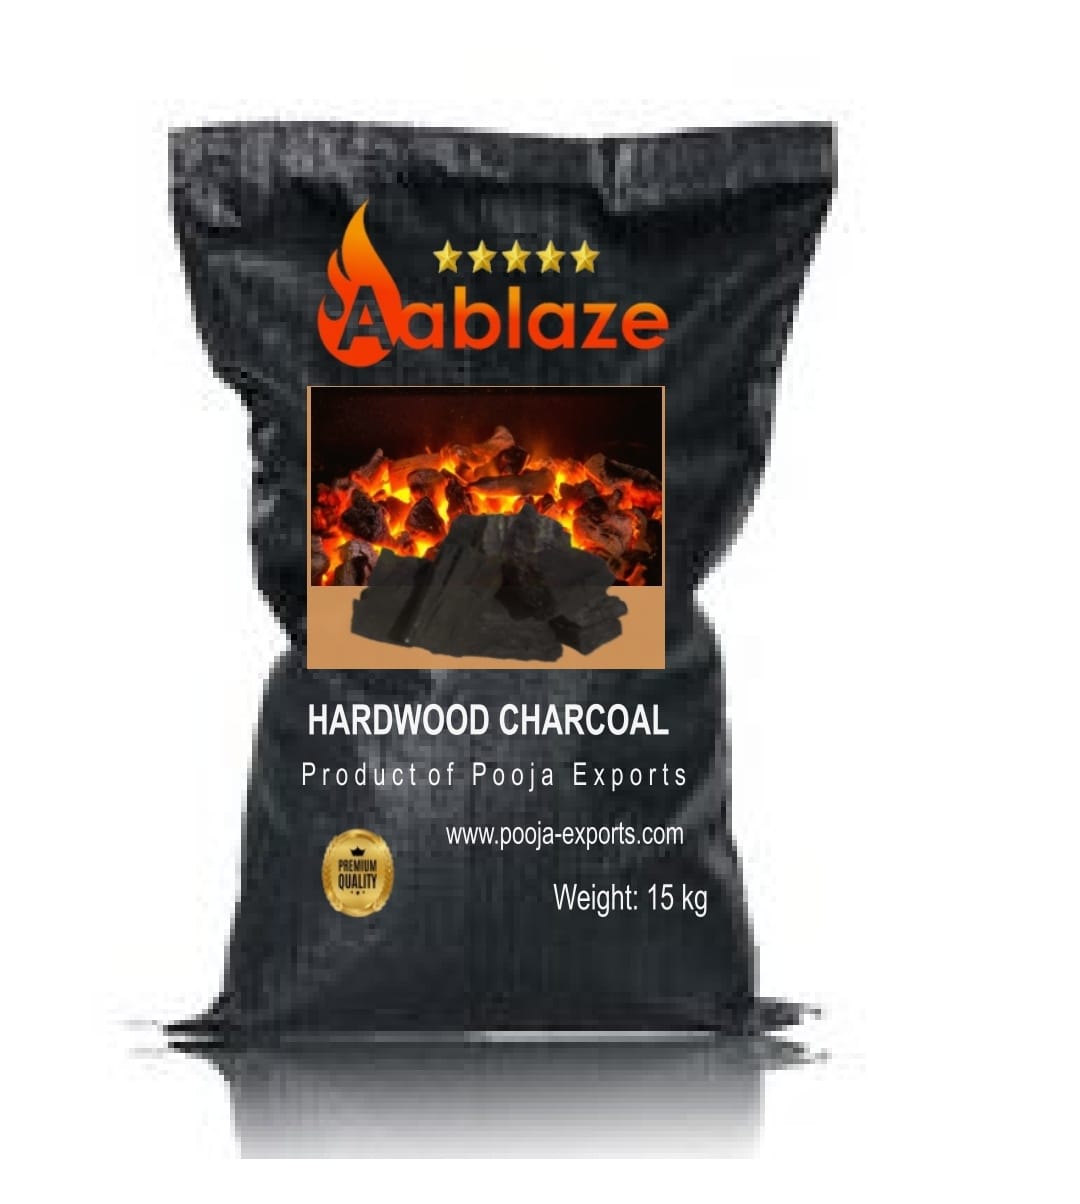 Aablaze
HARDWOOD CHARCOAL
Product of Pooja Exports
www.pooja-exports.com
PREMIUM
QUALITY
Weight: 15 kg